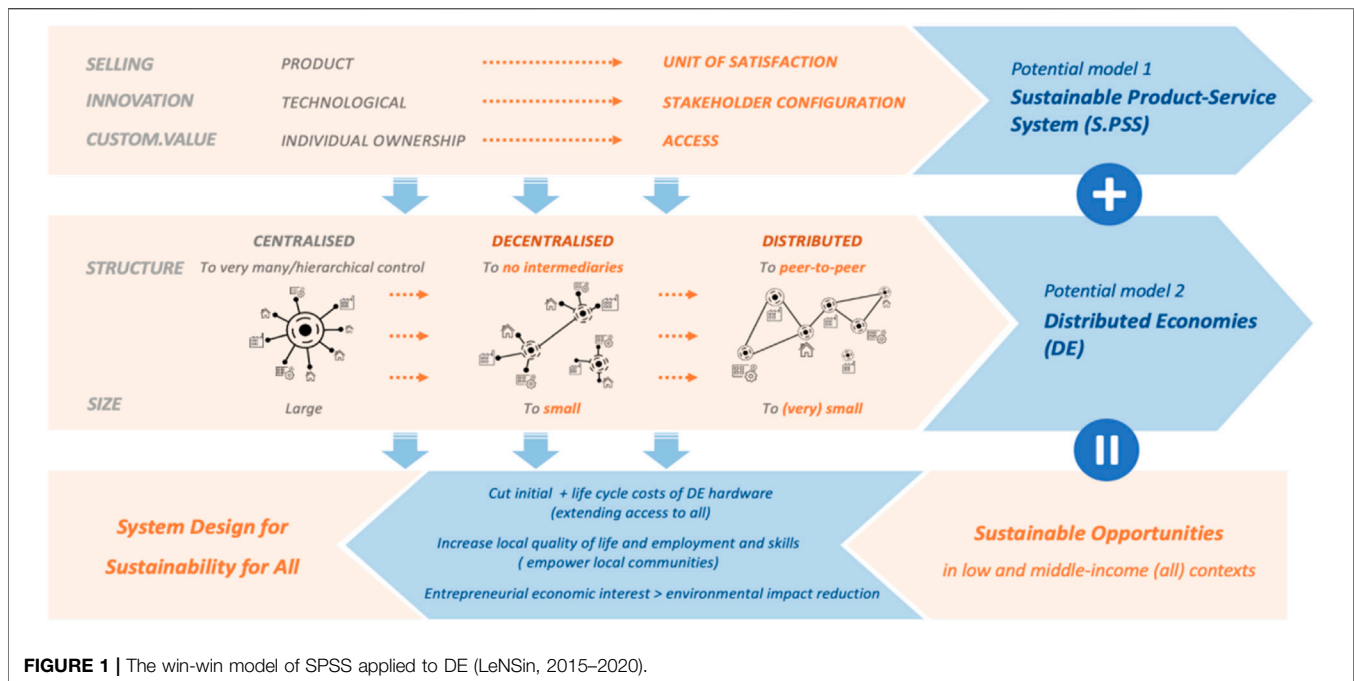 SELLING PRODUCT UNIT OF SATISFACTION
INNOVATION TECHNOLOGICAL STAKEHOLDER CONFIGURATION
CUSTOM.VALUE INDIVIDUAL OWNERSHIP ACCESS
Potential model 1
Sustainable Product-Service
System (S.PSS)
CENTRALISED DECENTRALISED DISTRIBUTED
STRUCTURE To very many/hierarchical control To no intermediaries To peer-to-peer
SIZE Large To small To (very) small
Potential model 2
Distributed Economies
(DE)
System Design for
Sustainability for All
Cut initial + life cycle costs of DE hardware
(extending access to all)
Increase local quality of life and employment and skills
( empower local communities)
Entrepreneurial economic interest > environmental impact reduction
Sustainable Opportunities
in low and middle-income (all) contexts
FIGURE 1 | The win-win model of SPSS applied to DE (LeNSin, 2015–2020).